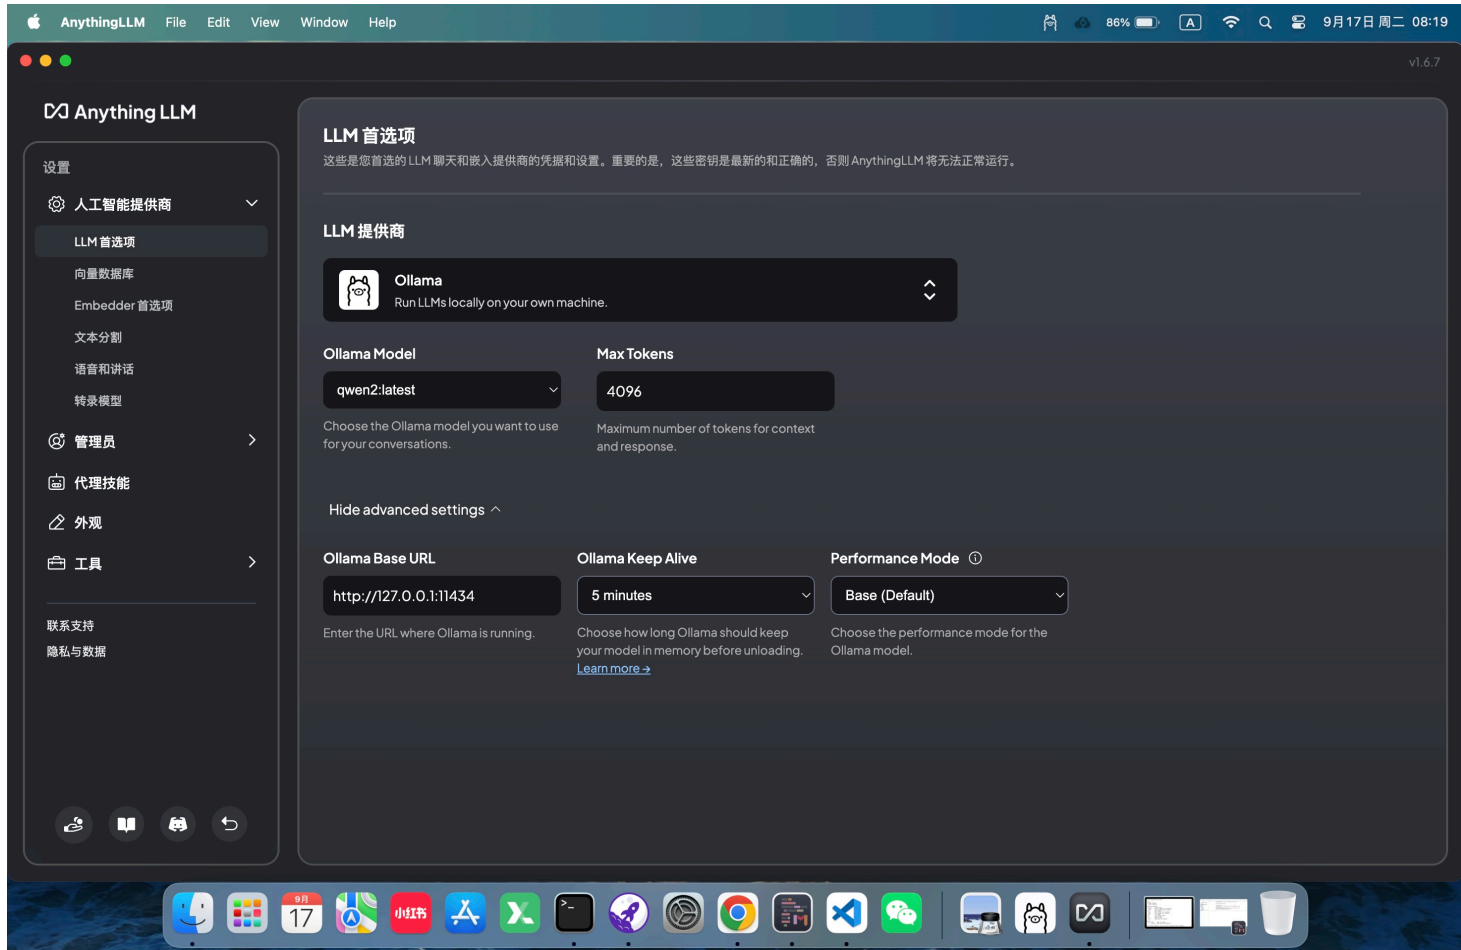 AnythingLLM File Edit View Window Help 86% A 9月17日 周二 08:19
v1.6.7
Anything LLM
设置
人工智能提供商
LLM 首选项
向量数据库
Embedder 首选项
文本分割
语音和讲话
转录模型
管理员
代理技能
外观
工具
联系支持
隐私与数据
LLM 首选项
这些是您首选的 LLM 聊天和嵌入提供商的凭据和设置。重要的是，这些密钥是最新的和正确的，否则 AnythingLLM 将无法正常运行。
LLM 提供商
Ollama
Run LLMs locally on your own machine.
Ollama Model
qwen2:latest
Choose the Ollama model you want to use
for your conversations.
Max Tokens
4096
Maximum number of tokens for context
and response.
Hide advanced settings
Ollama Base URL
http://127.0.0.1:11434
Enter the URL where Ollama is running.
Ollama Keep Alive
5 minutes
Choose how long Ollama should keep
your model in memory before unloading.
Learn more →
Performance Mode
Base (Default)
Choose the performance mode for the
Ollama model.
9月
17
小红书